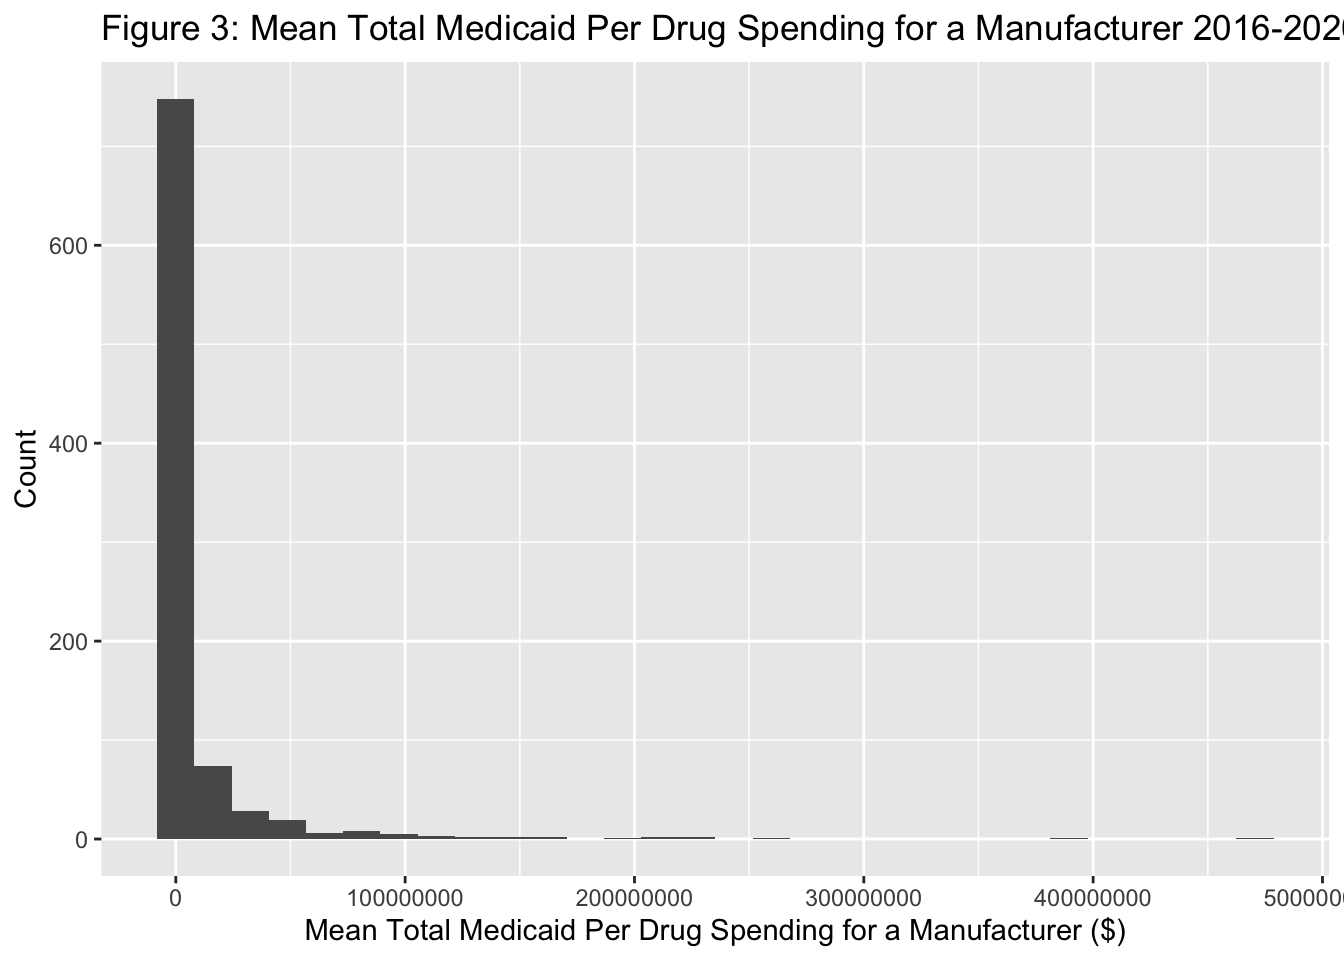 Figure 3: Mean Total Medicaid Per Drug Spending for a Manufacturer 2016-202
Count
600
400
200
0
0 100000000 200000000 300000000 400000000 5000000
Mean Total Medicaid Per Drug Spending for a Manufacturer ($)